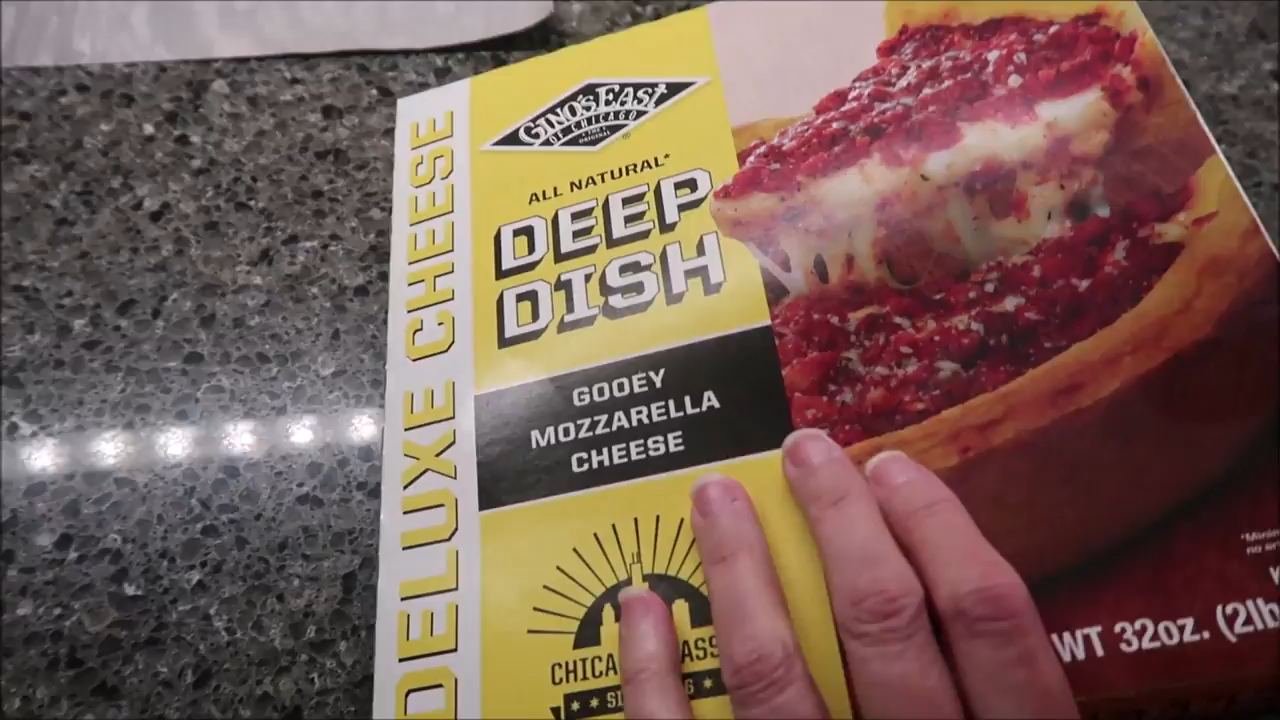 DELUXE CHEESE
GINO'S EAST
OF CHICAGO
THE
ORIGINAL
®
ALL NATURAL*
DEEP
DISH
GOOEY
MOZZARELLA
CHEESE
WT 32oz. (2lb